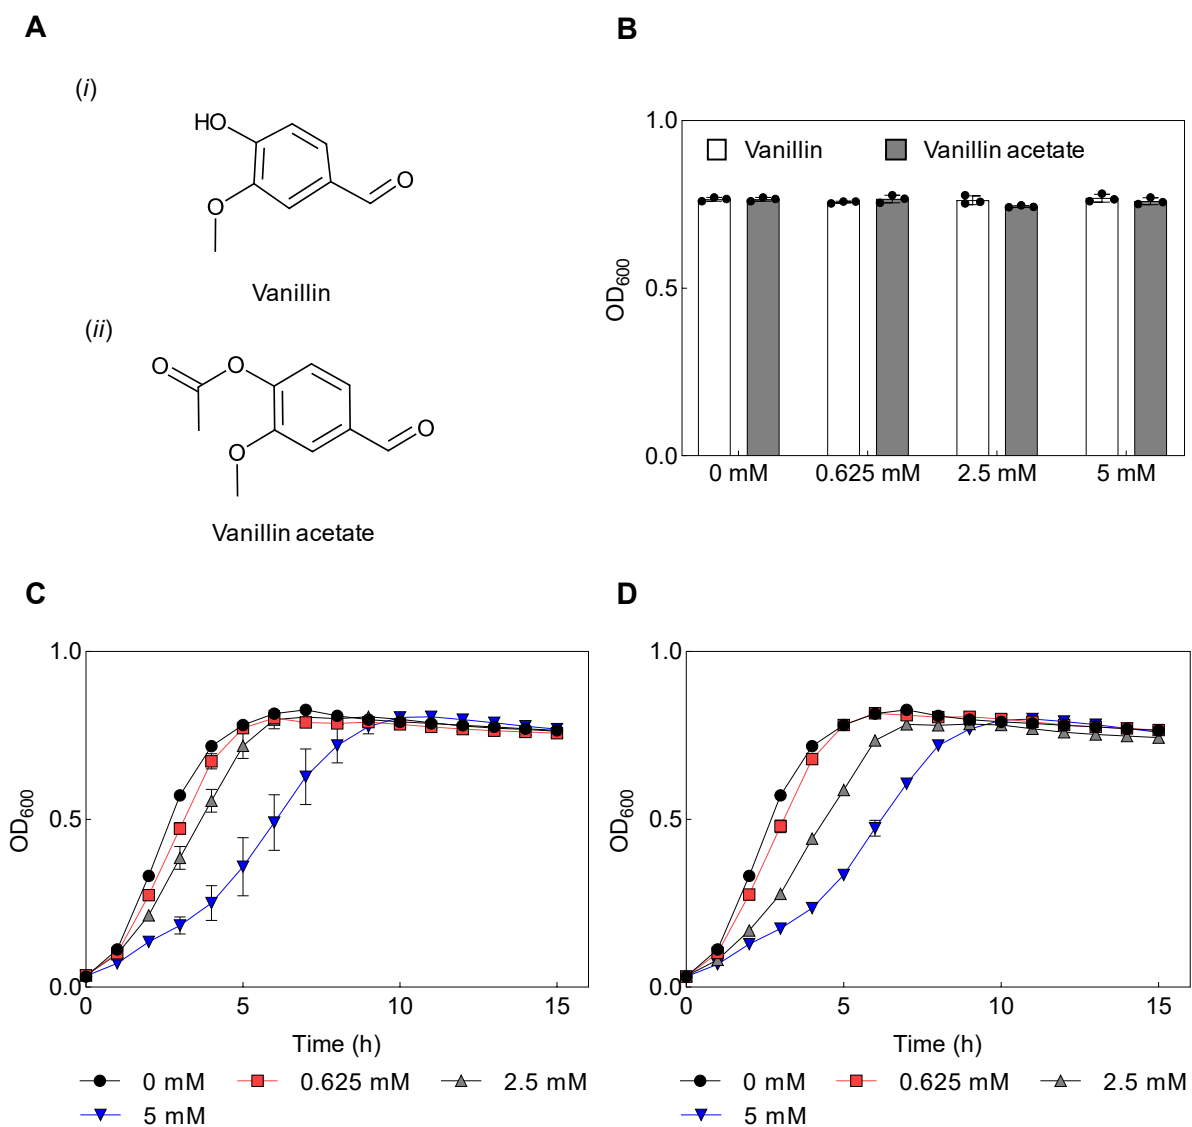 A
(i)
HO
O
O
Vanillin
(ii)
O
O
O
O
Vanillin acetate
B
1.0
Vanillin
Vanillin acetate
0.5
OD600
0.0
0 mM
0.625 mM
2.5 mM
5 mM
C
1.0
0.5
OD600
0.0
0
5
10
15
Time (h)
0 mM
0.625 mM
2.5 mM
5 mM
D
1.0
0.5
OD600
0.0
0
5
10
15
Time (h)
0 mM
0.625 mM
2.5 mM
5 mM